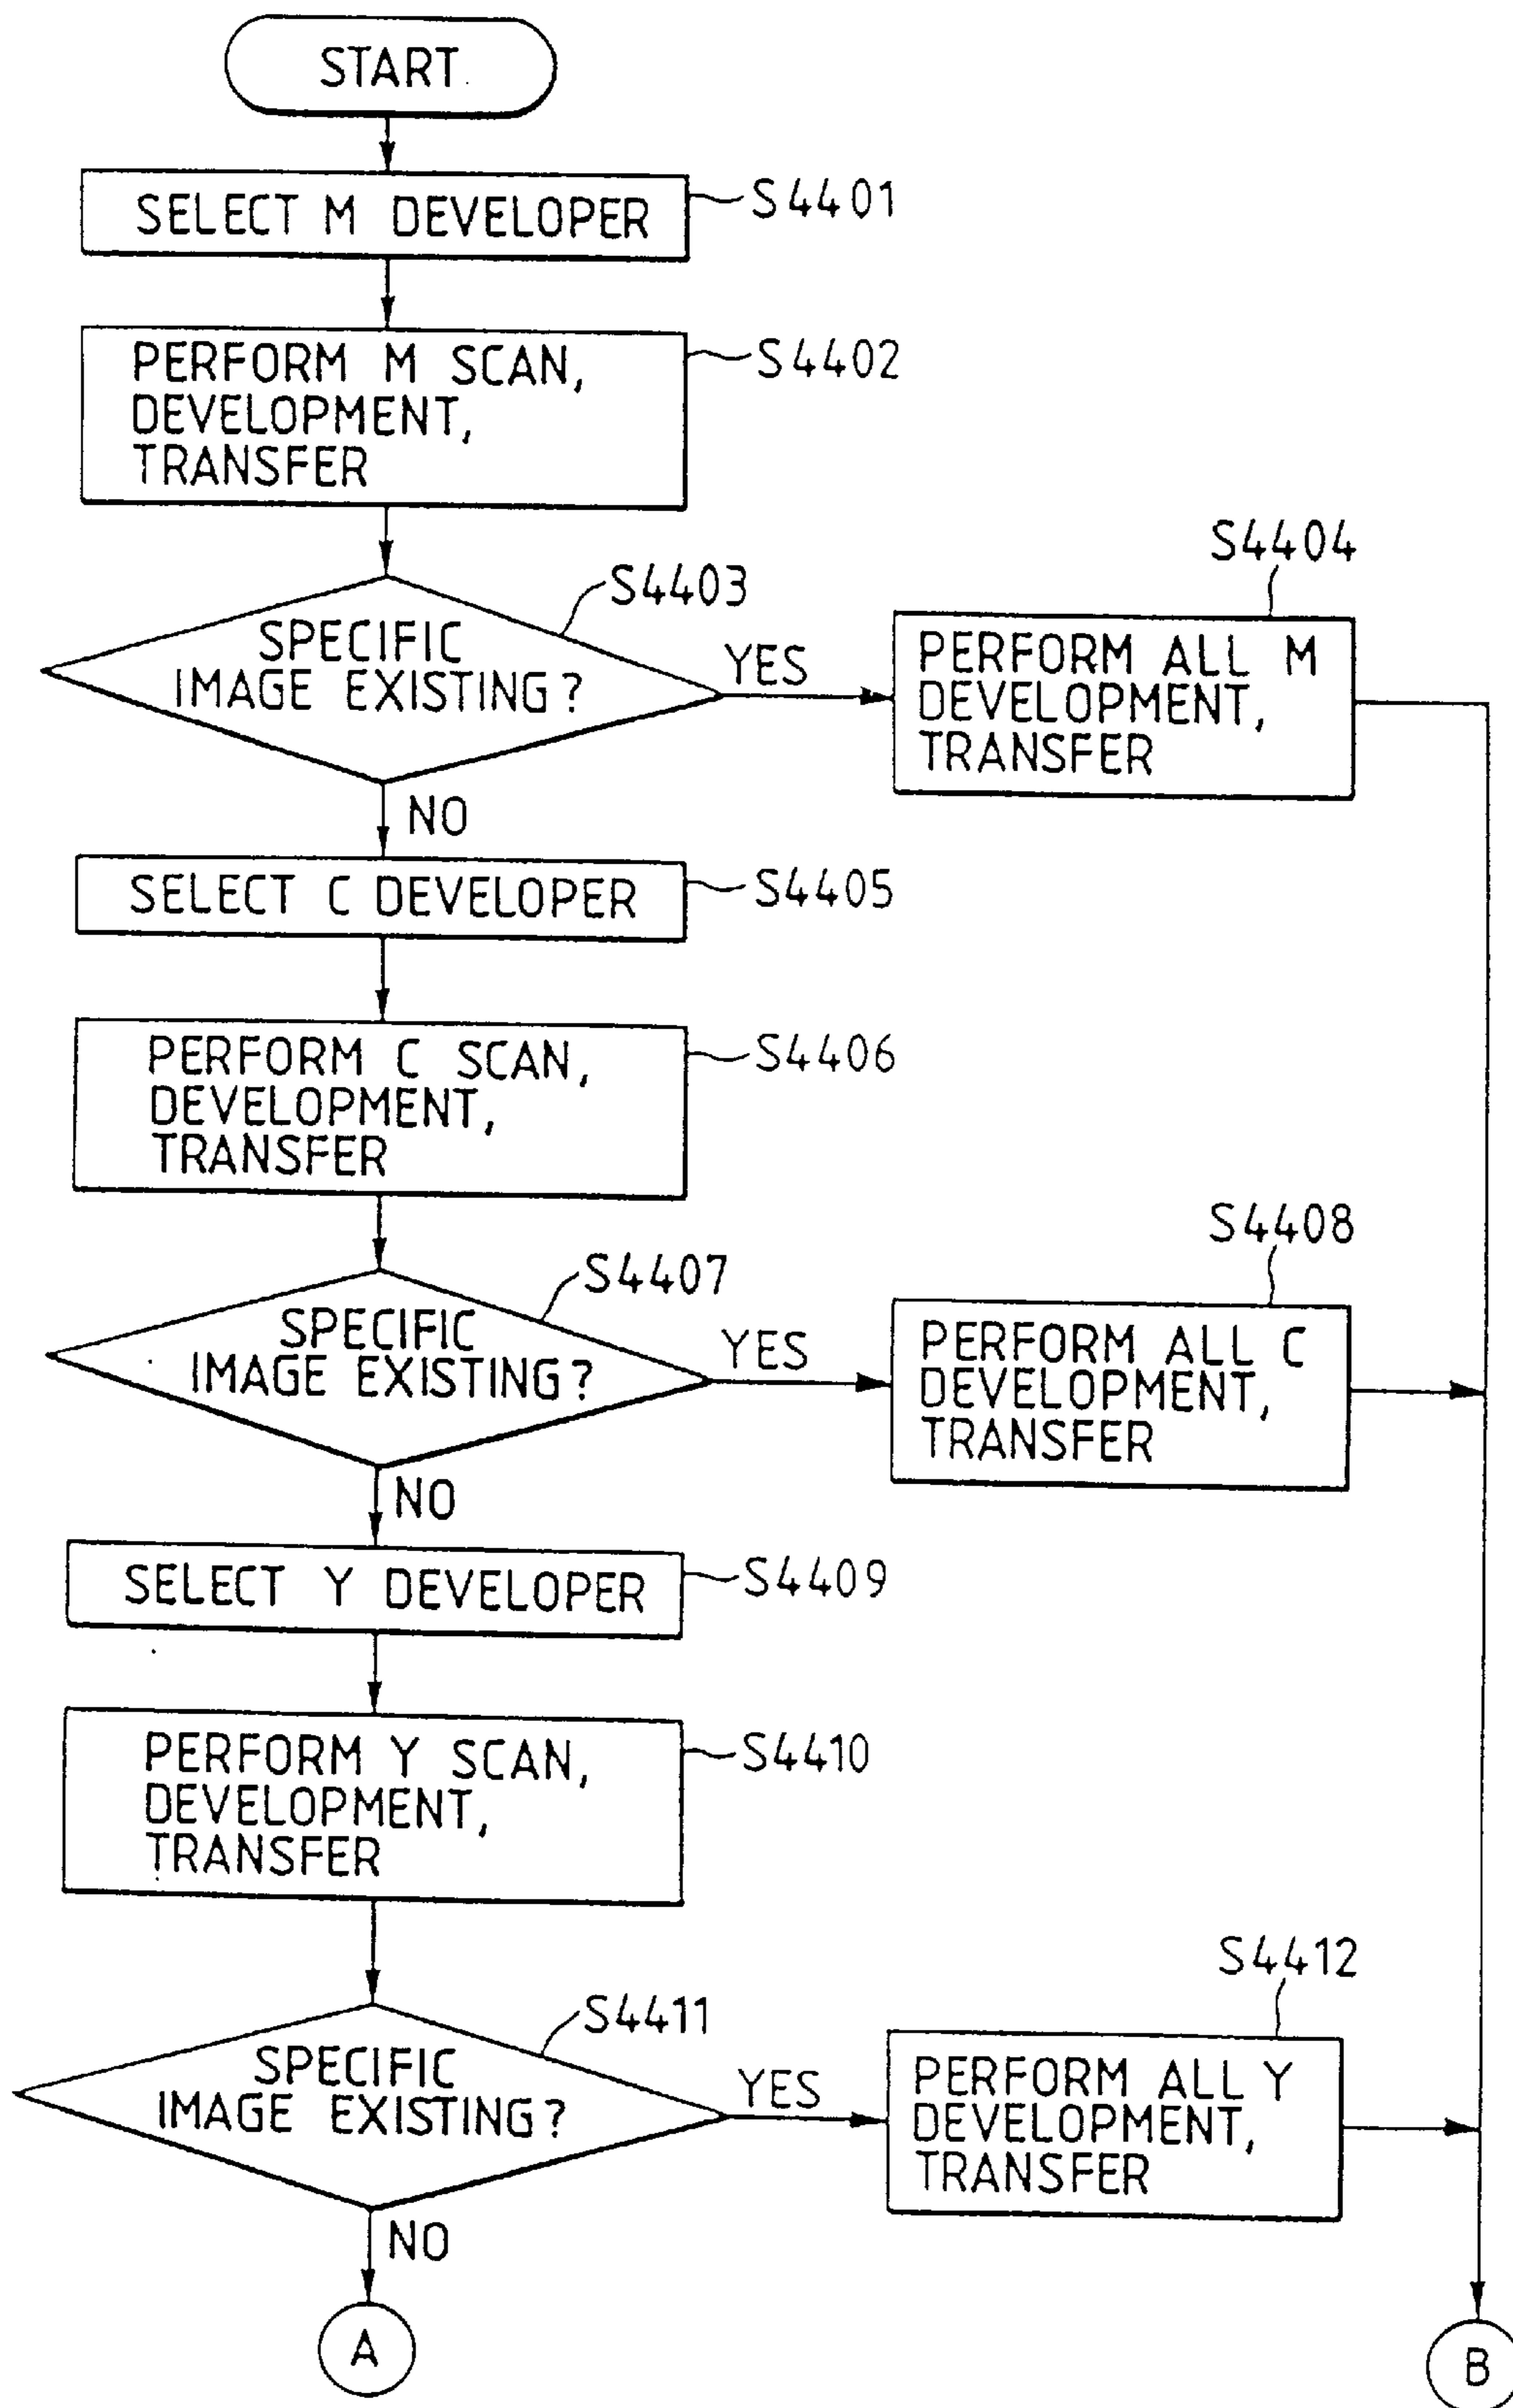 START
SELECT M DEVELOPER
S4401
PERFORM M SCAN,
DEVELOPMENT,
TRANSFER
S4402
SPECIFIC
IMAGE EXISTING?
S4403
YES
S4404
PERFORM ALL M
DEVELOPMENT,
TRANSFER
NO
SELECT C DEVELOPER
S4405
PERFORM C SCAN,
DEVELOPMENT,
TRANSFER
S4406
SPECIFIC
IMAGE EXISTING?
S4407
YES
S4408
PERFORM ALL C
DEVELOPMENT,
TRANSFER
NO
SELECT Y DEVELOPER
S4409
PERFORM Y SCAN,
DEVELOPMENT,
TRANSFER
S4410
SPECIFIC
IMAGE EXISTING?
S4411
YES
S4412
PERFORM ALL Y
DEVELOPMENT,
TRANSFER
NO
A
B